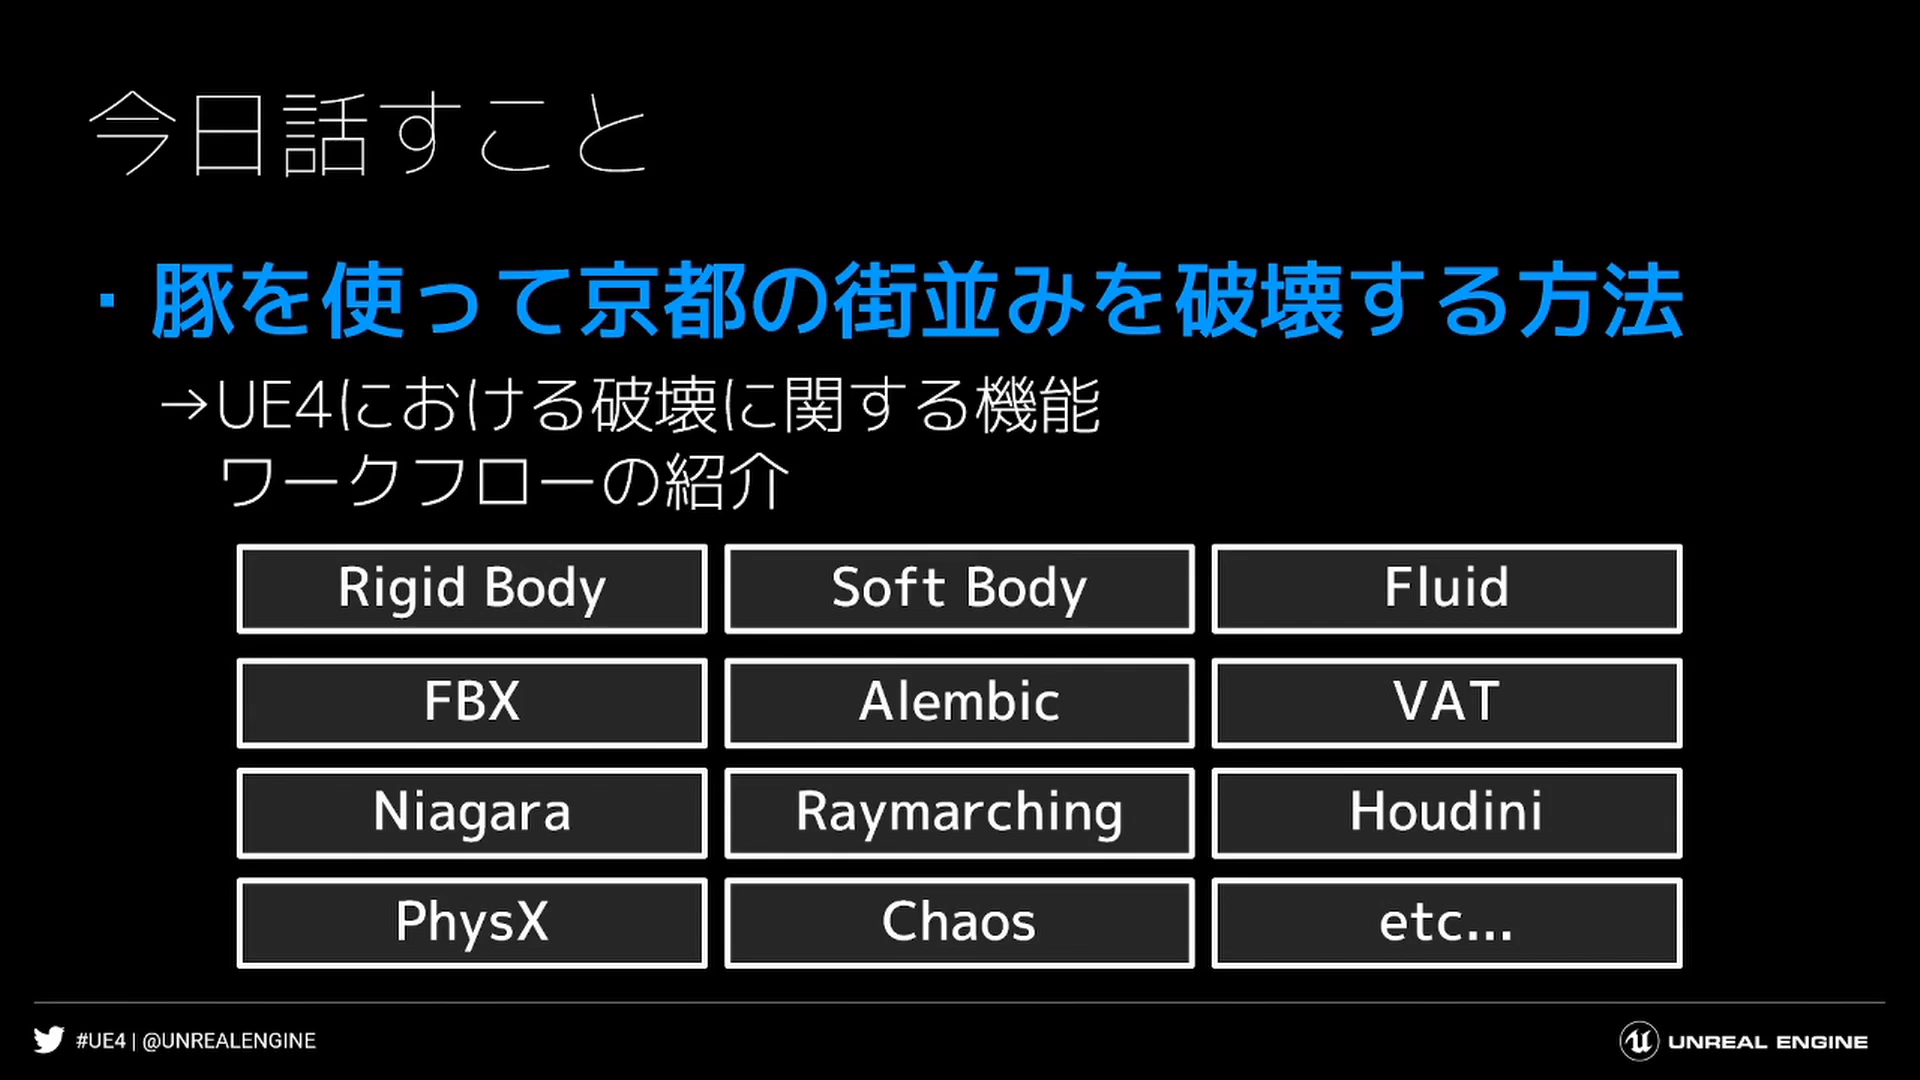 今日話すこと
・豚を使って京都の街並みを破壊する方法
→UE4における破壊に関する機能
ワークフローの紹介
Rigid Body
Soft Body
Fluid
FBX
Alembic
VAT
Niagara
Raymarching
Houdini
PhysX
Chaos
etc...
#UE4 | @UNREALENGINE
UNREAL ENGINE